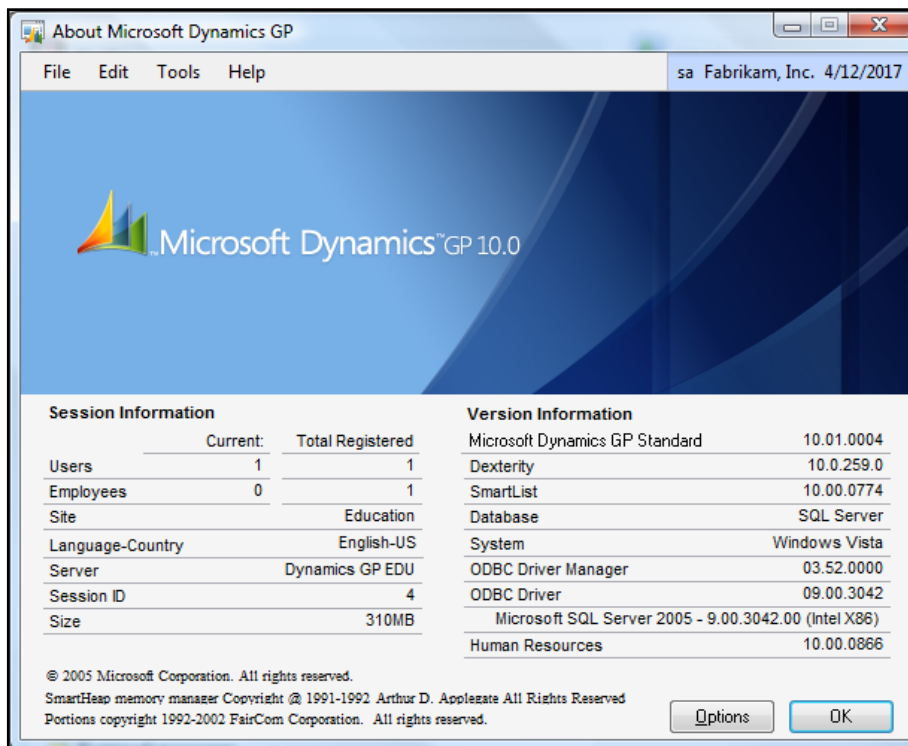 About Microsoft Dynamics GP
File Edit Tools Help sa Fabrikam, Inc. 4/12/2017
Microsoft Dynamics™ GP 10.0
Session Information
Current: Total Registered
Users 1 1
Employees 0 1
Site Education
Language-Country English-US
Server Dynamics GP EDU
Session ID 4
Size 310MB
Version Information
Microsoft Dynamics GP Standard 10.01.0004
Dexterity 10.0.259.0
SmartList 10.00.0774
Database SQL Server
System Windows Vista
ODBC Driver Manager 03.52.0000
ODBC Driver 09.00.3042
Microsoft SQL Server 2005 - 9.00.3042.00 (Intel X86)
Human Resources 10.00.0866
© 2005 Microsoft Corporation. All rights reserved.
SmartHeap memory manager Copyright @ 1991-1992 Arthur D. Applegate All Rights Reserved
Portions copyright 1992-2002 FairCom Corporation. All rights reserved.
Options OK